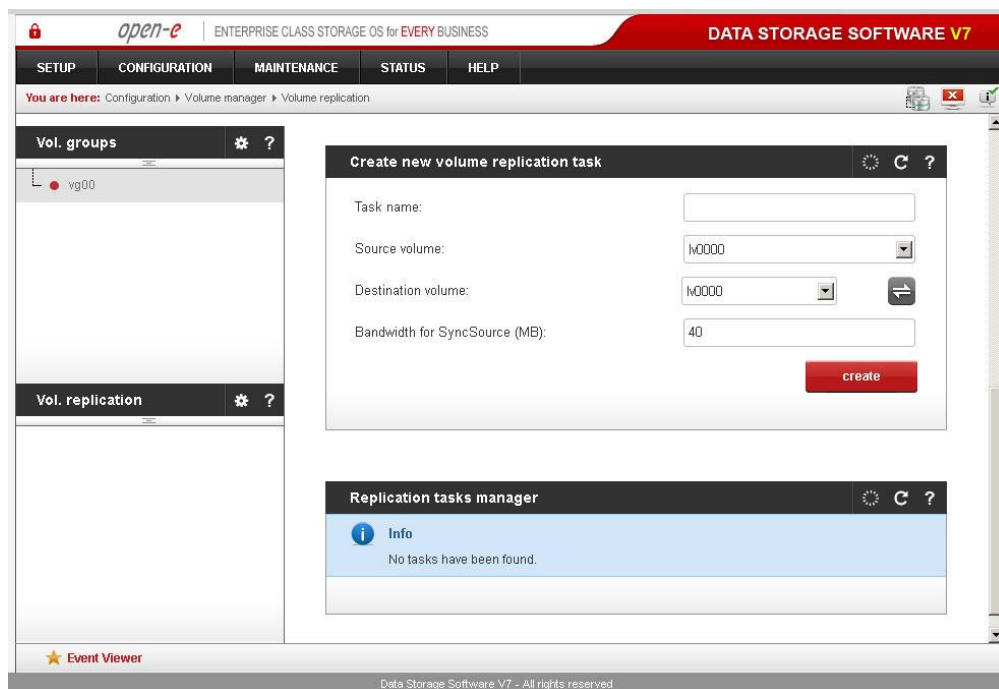 open-e ENTERPRISE CLASS STORAGE OS for EVERY BUSINESS
DATA STORAGE SOFTWARE V7
SETUP CONFIGURATION MAINTENANCE STATUS HELP
You are here: Configuration Volume manager Volume replication
Vol. groups ?
vg00
Create new volume replication task ?
Task name:
Source volume: lv0000
Destination volume: lv0000
Bandwidth for SyncSource (MB): 40
create
Vol. replication ?
Replication tasks manager ?
i Info
No tasks have been found.
Event Viewer
Data Storage Software V7 - All rights reserved